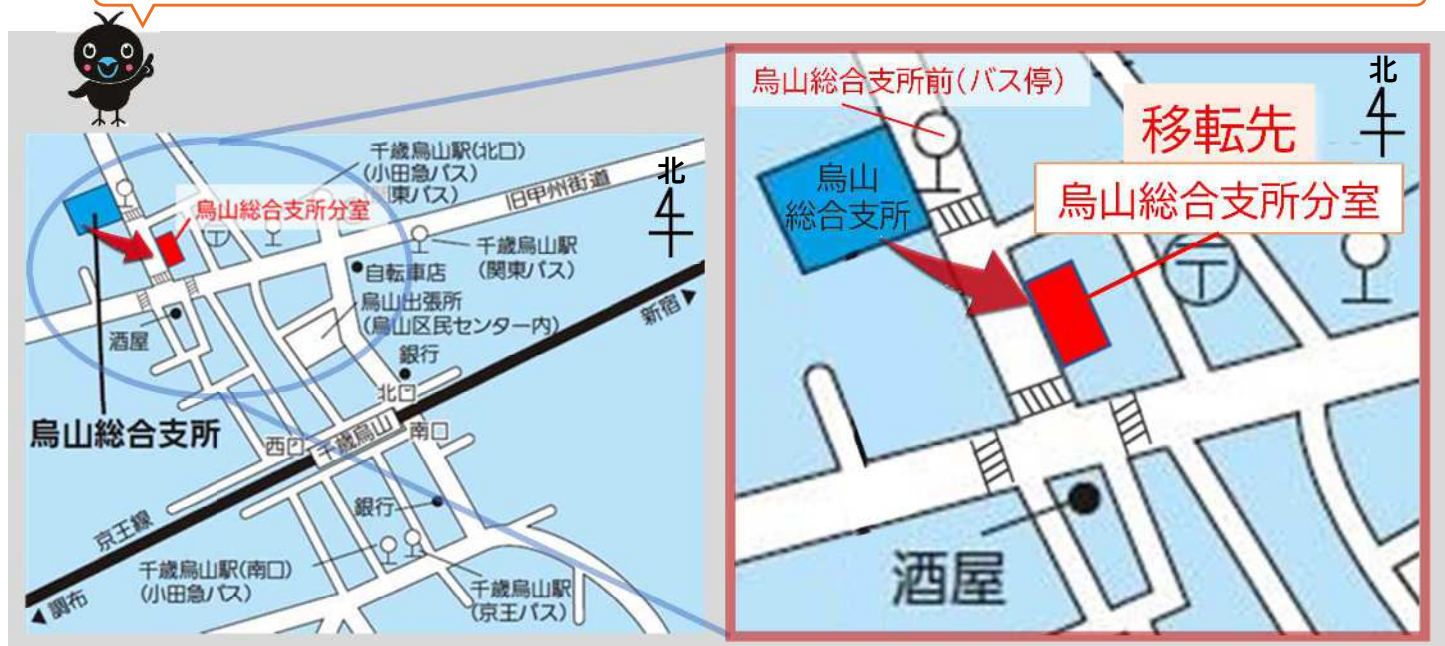 千歳烏山駅(北口)
(小田急バス)
(関東バス)
北
旧甲州街道
烏山総合支所分室
千歳烏山駅
(関東バス)
自転車店
烏山出張所
(烏山区民センター内)
新宿▶
酒屋
銀行
北口
烏山総合支所
西口
千歳烏山
南口
銀行
京王線
千歳烏山駅(南口)
(小田急バス)
千歳烏山駅
(京王バス)
◀調布
烏山総合支所前(バス停)
北
移転先
烏山
総合支所
烏山総合支所分室
酒屋